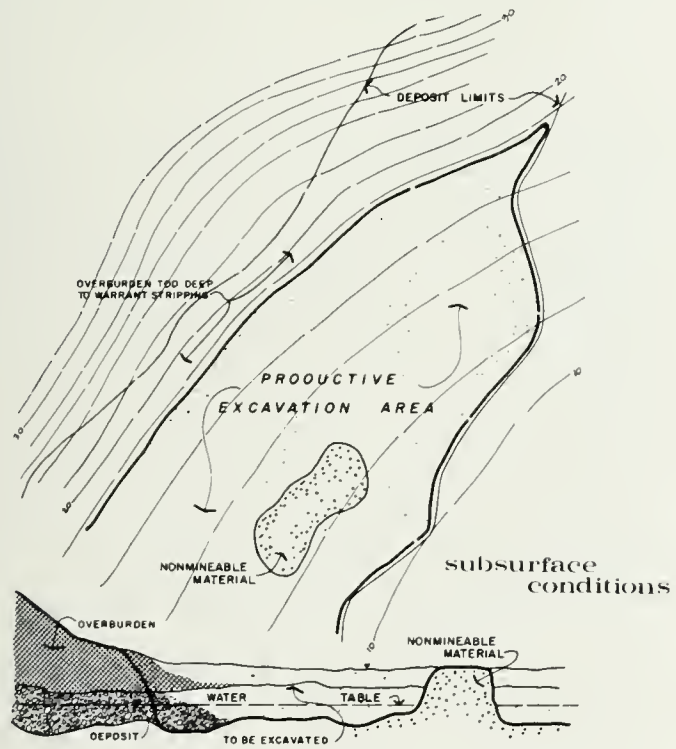 30
20
DEPOSIT LIMITS
OVERBURDEN TOO DEEP
TO WARRANT STRIPPING
PRODUCTIVE
EXCAVATION AREA
10
30
20
NONMINEABLE
MATERIAL
subsurface
conditions
OVERBURDEN
10
NONMINEABLE
MATERIAL
WATER
TABLE
DEPOSIT
TO BE EXCAVATED